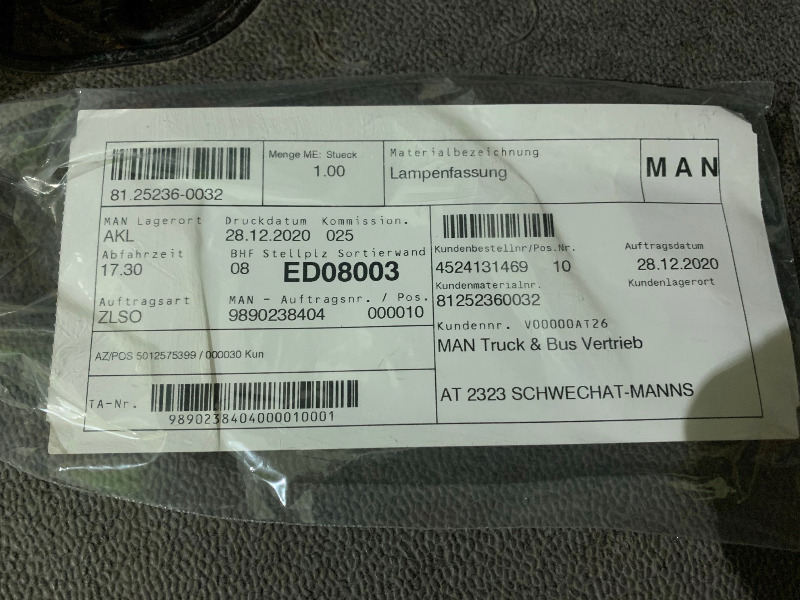 81.25236-0032
Menge ME: Stueck
1.00
Materialbezeichnung
Lampenfassung
MAN
MAN Lagerort Druckdatum Kommission.
AKL 28.12.2020 025
Abfahrzeit BHF Stellplz Sortierwand
17.30 08 ED08003
Auftragsart MAN - Auftragsnr. / Pos.
ZLSO 9890238404 000010
AZ/POS 5012575399 / 000030 Kun
TA-Nr. 9890238404000010001
Kundenbestellnr/Pos.Nr. Auftragsdatum
4524131469 10 28.12.2020
Kundenmaterialnr. Kundenlagerort
81252360032
Kundennr. V00000AT26
MAN Truck & Bus Vertrieb
AT 2323 SCHWECHAT-MANNS